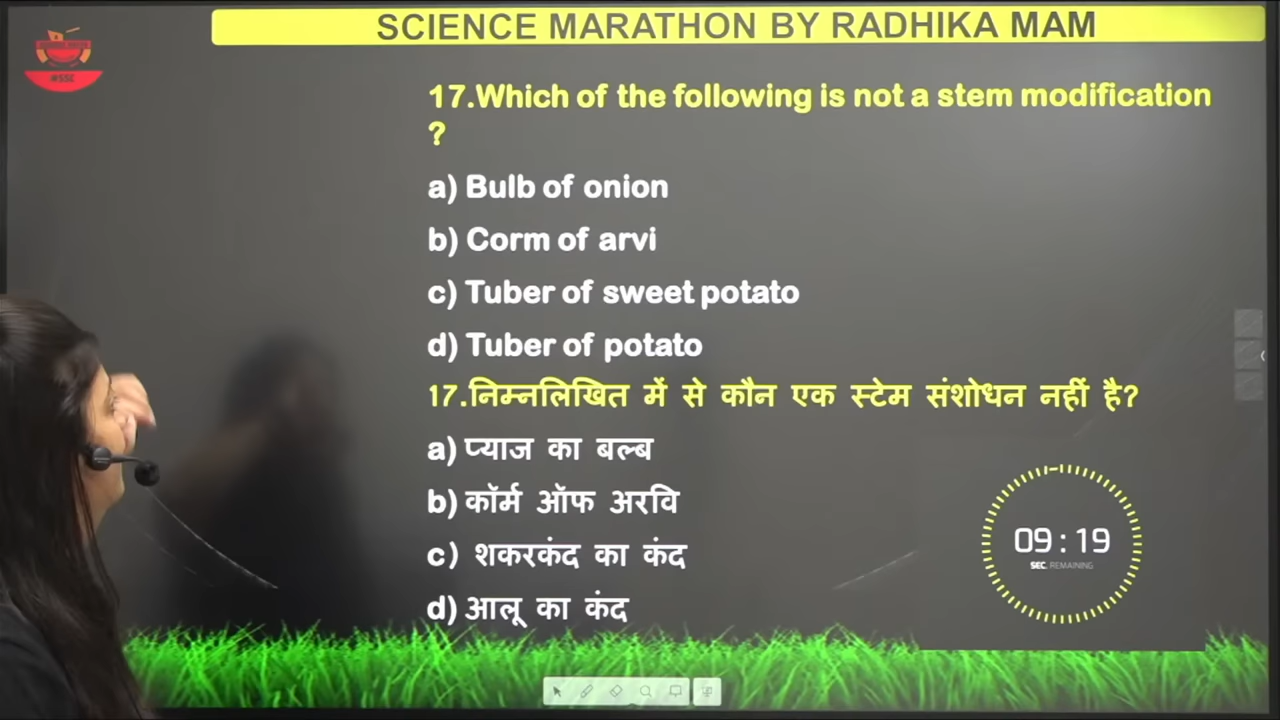 SCIENCE MARATHON BY RADHIKA MAM
#SSC
17.Which of the following is not a stem modification
?
a) Bulb of onion
b) Corm of arvi
c) Tuber of sweet potato
d) Tuber of potato
17.निम्नलिखित में से कौन एक स्टेम संशोधन नहीं है?
a) प्याज का बल्ब
b) कॉर्म ऑफ अरवि
c) शकरकंद का कंद
d) आलू का कंद
09:19
SEC. REMAINING